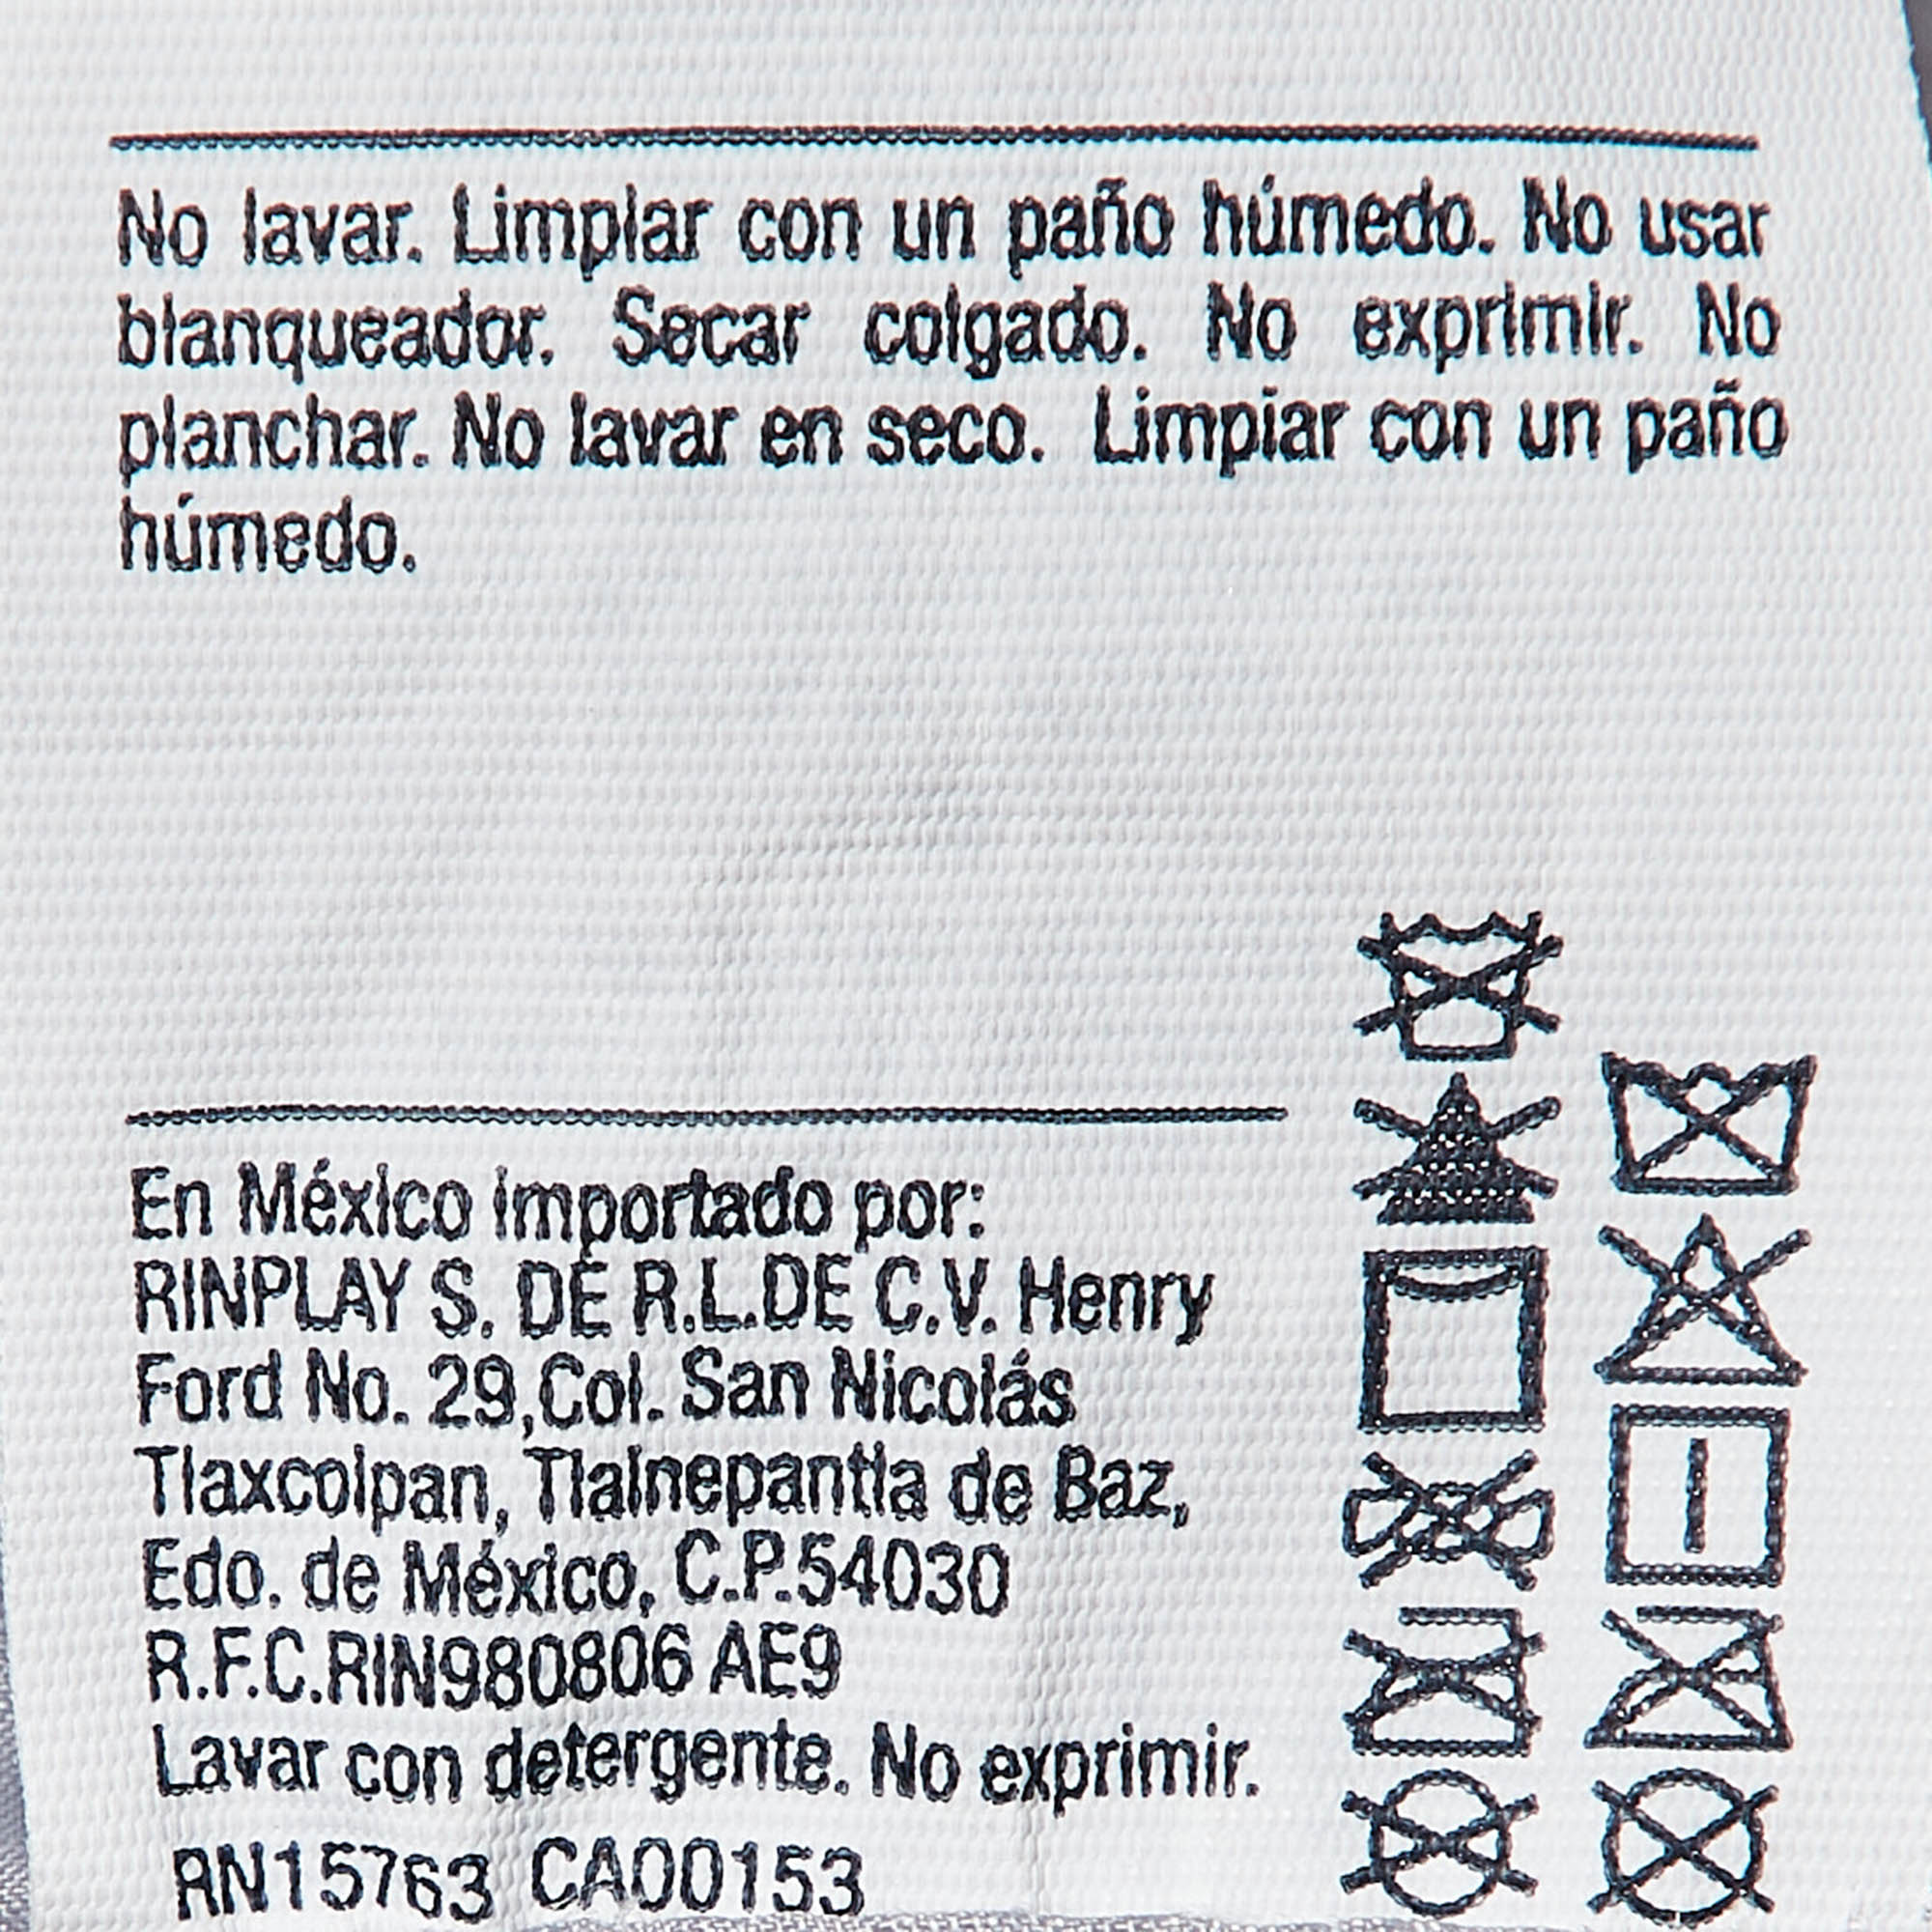 No lavar. Limpiar con un paño húmedo. No usar
blanqueador. Secar colgado. No exprimir. No
planchar. No lavar en seco. Limpiar con un paño
húmedo.
En México importado por:
RINPLAY S. DE R.L.DE C.V. Henry
Ford No. 29,Col. San Nicolás
Tlaxcolpan, Tlalnepantla de Baz,
Edo. de México, C.P.54030
R.F.C.RIN980806 AE9
Lavar con detergente. No exprimir.
RN15763 CA00153